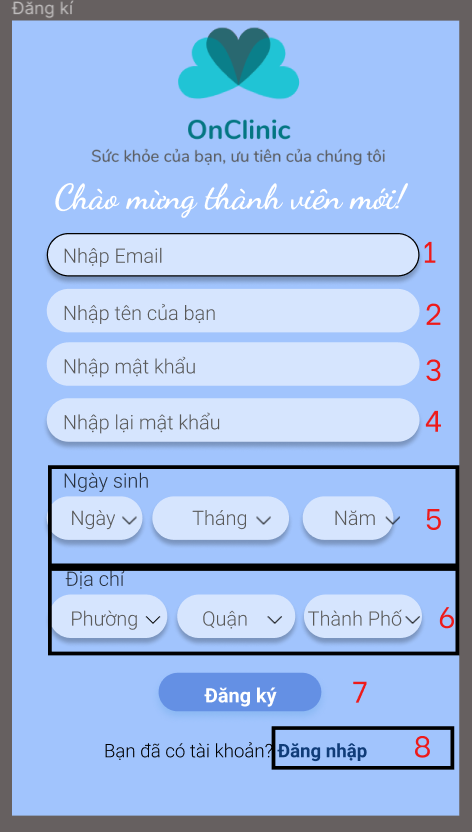 Đăng kí
OnClinic
Sức khỏe của bạn, ưu tiên của chúng tôi
Chào mừng thành viên mới!
Nhập Email 1
Nhập tên của bạn 2
Nhập mật khẩu 3
Nhập lại mật khẩu 4
Ngày sinh
Ngày Tháng Năm 5
Địa chỉ
Phường Quận Thành Phố 6
Đăng ký 7
Bạn đã có tài khoản? Đăng nhập 8